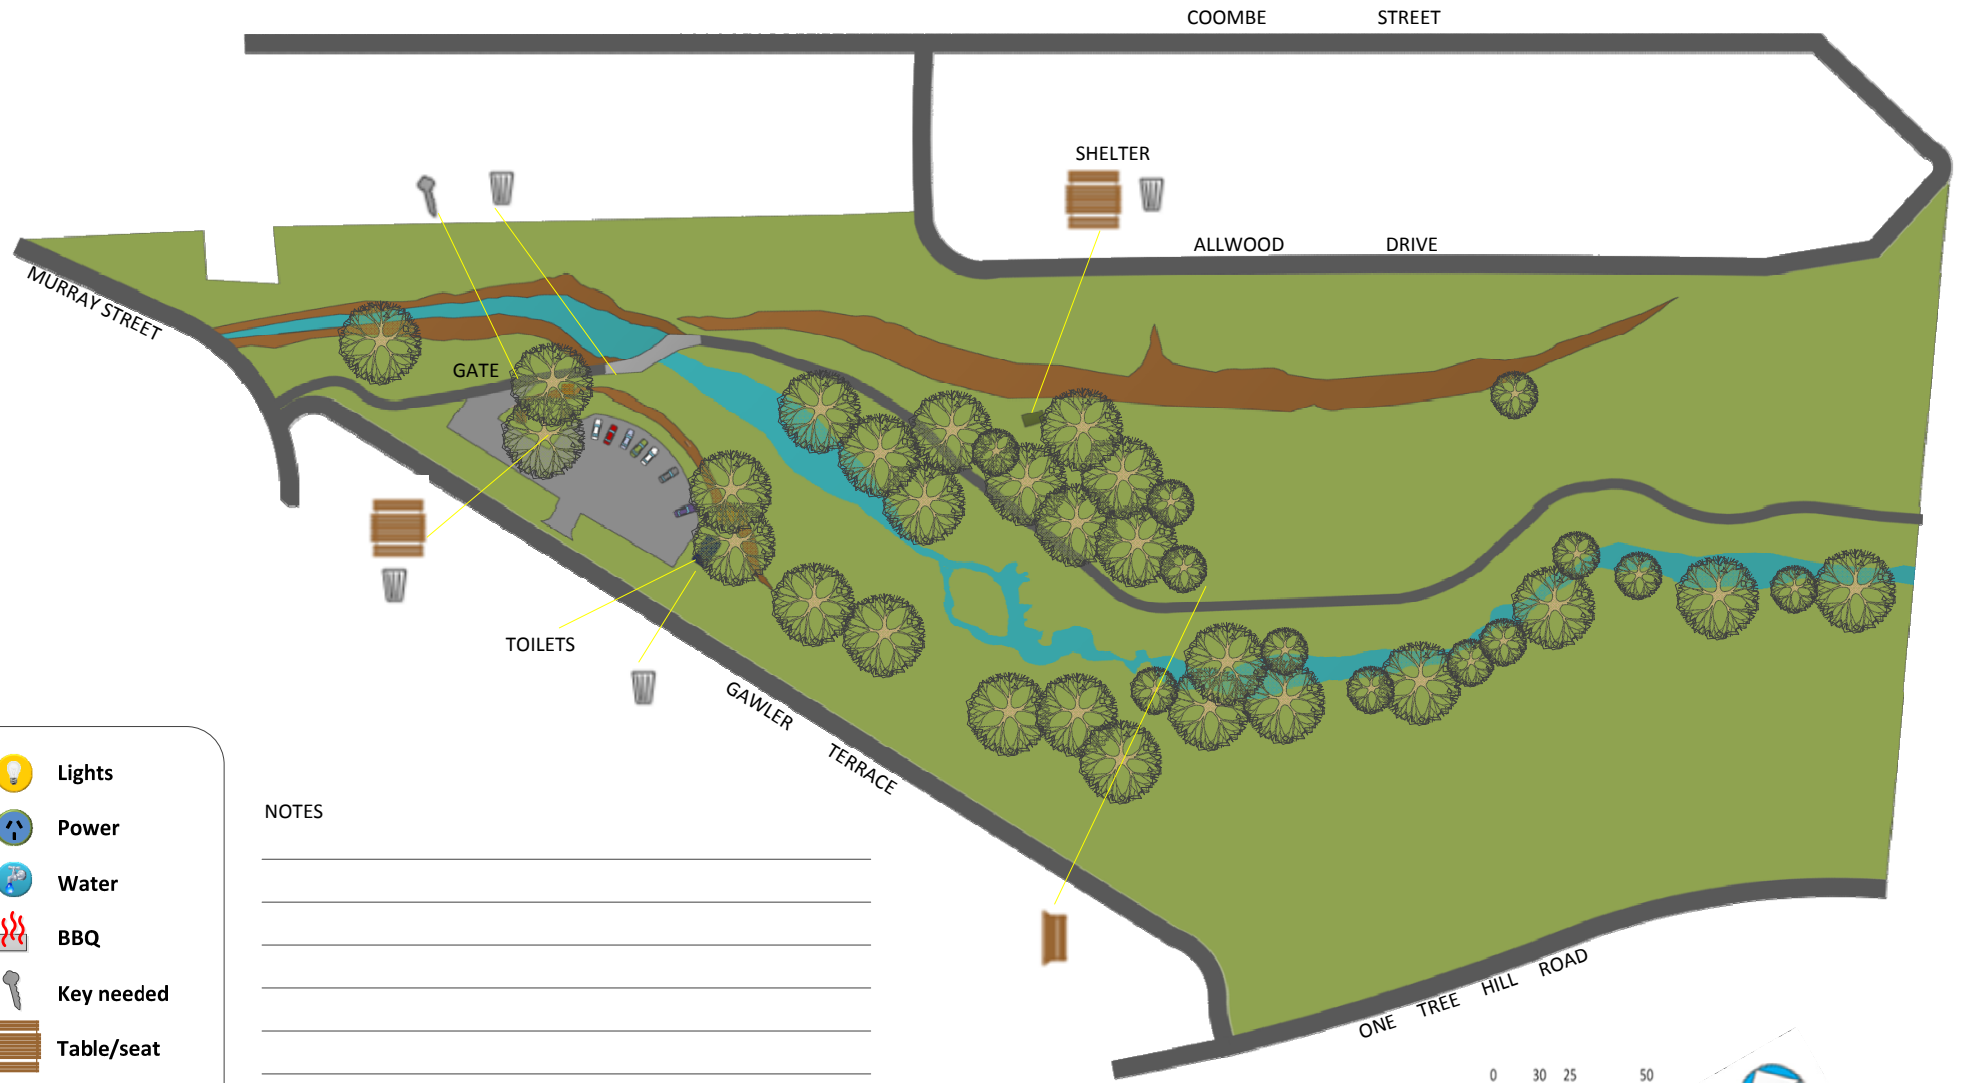 COOMBE STREET
SHELTER
ALLWOOD DRIVE
MURRAY STREET
GATE
TOILETS
GAWLER TERRACE
Lights
Power
Water
BBQ
Key needed
Table/seat
NOTES
ONE TREE HILL ROAD
0 30 25 50